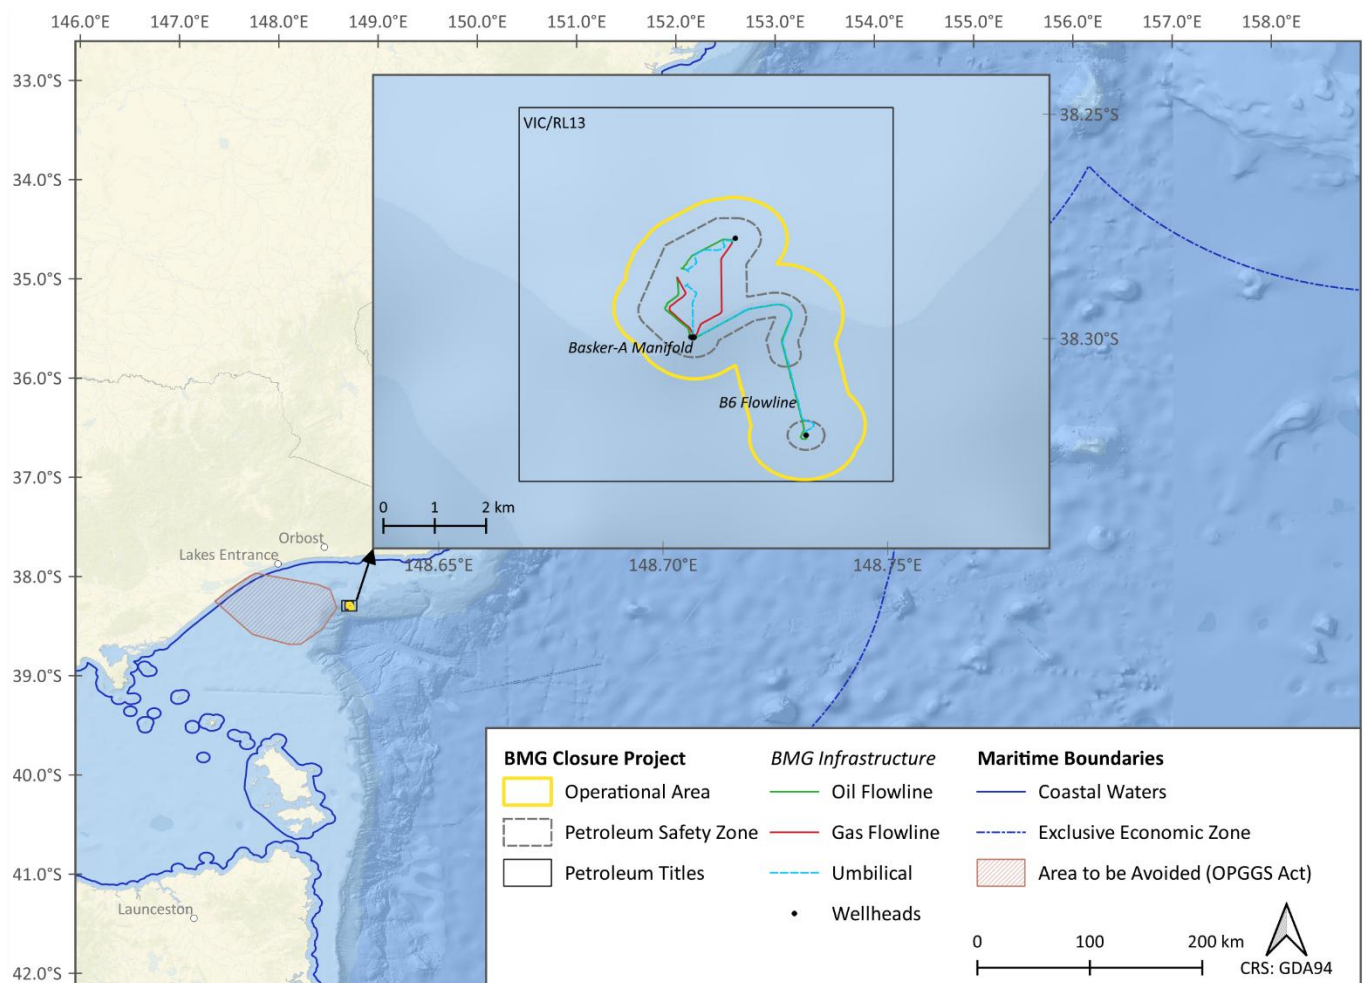 146.0°E 147.0°E 148.0°E 149.0°E 150.0°E 151.0°E 152.0°E 153.0°E 154.0°E 155.0°E 156.0°E 157.0°E 158.0°E
33.0°S
34.0°S
35.0°S
36.0°S
37.0°S
38.0°S
39.0°S
40.0°S
41.0°S
42.0°S
VIC/RL13
38.25°S
38.30°S
Basker-A Manifold
B6 Flowline
0 1 2 km
148.65°E 148.70°E 148.75°E
Orbost
Lakes Entrance
Launceston
BMG Closure Project
Operational Area
Petroleum Safety Zone
Petroleum Titles
BMG Infrastructure
Oil Flowline
Gas Flowline
Umbilical
Wellheads
Maritime Boundaries
Coastal Waters
Exclusive Economic Zone
Area to be Avoided (OPGGS Act)
0 100 200 km
CRS: GDA94